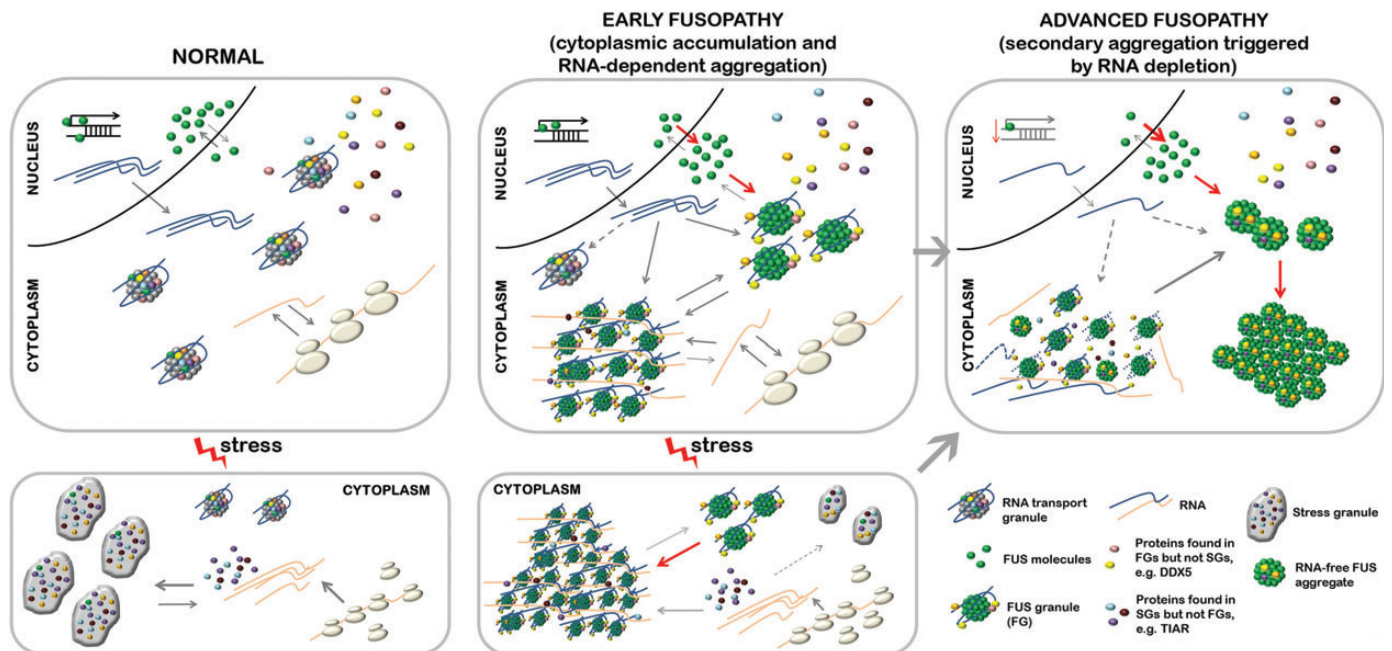 NORMAL
EARLY FUSOPATHY
(cytoplasmic accumulation and
RNA-dependent aggregation)
ADVANCED FUSOPATHY
(secondary aggregation triggered
by RNA depletion)
NUCLEUS
CYTOPLASM
NUCLEUS
CYTOPLASM
NUCLEUS
CYTOPLASM
stress
stress
CYTOPLASM
CYTOPLASM
RNA transport
granule
RNA
Stress granule
FUS molecules
Proteins found in
FGs but not SGs,
e.g. DDX5
RNA-free FUS
aggregate
FUS granule
(FG)
Proteins found in
SGs but not FGs,
e.g. TIAR